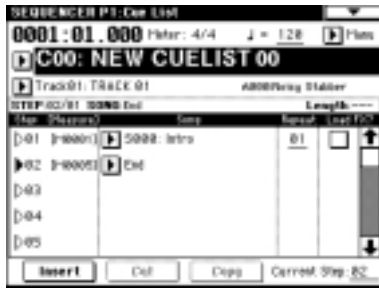 SEQUENCER P1:Cue List
0001:01.000 Meter: 4/4 ♩ = 120
C00: NEW CUELIST 00
Track01: TRACK 01
STEP:02/01 SONG:End Length:---
Step [Measure] Song Repeat Load FX?
01 [M0001] S000: Intro 01
02 [M0005] End
03
04
05
Insert Cut Copy Current Step: 02